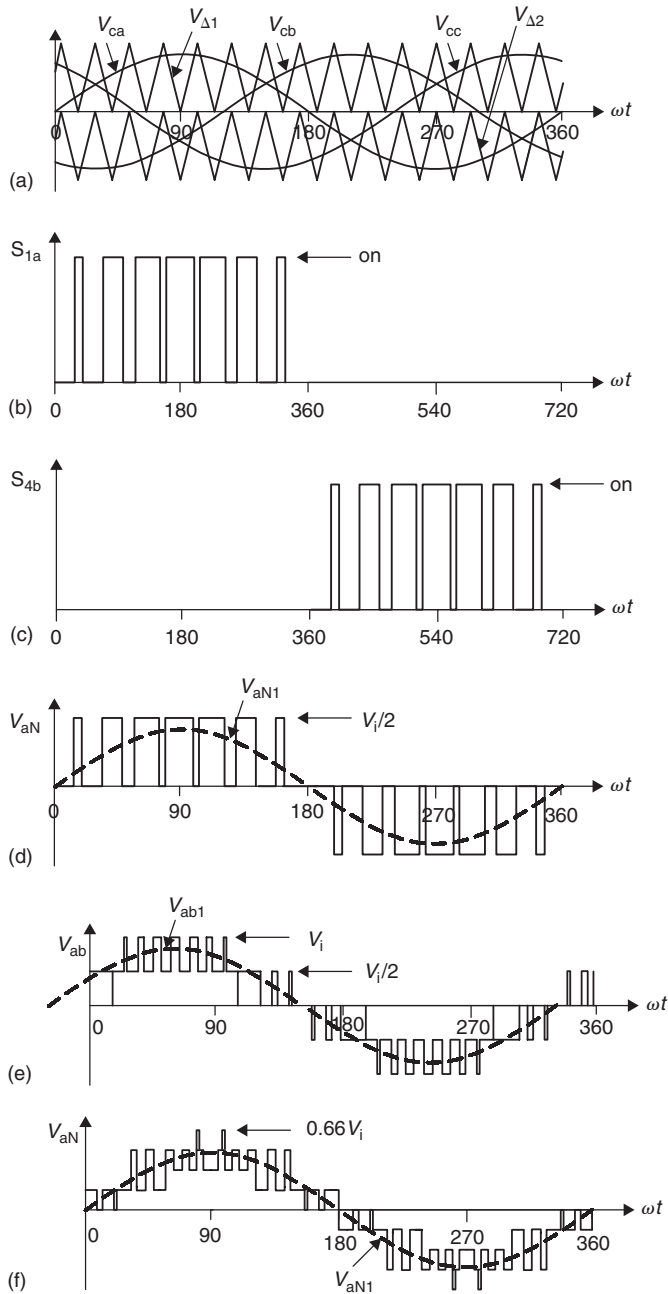 V_ca V_Δ1 V_cb V_cc V_Δ2
ωt
0 90 180 270 360
(a)
S_1a on
ωt
0 180 360 540 720
(b)
S_4b on
ωt
0 180 360 540 720
(c)
V_aN V_aN1 V_i/2
ωt
0 90 180 270 360
(d)
V_ab V_ab1 V_i
V_i/2
ωt
0 90 180 270 360
(e)
V_aN 0.66V_i
ωt
0 90 180 270 360
V_aN1
(f)